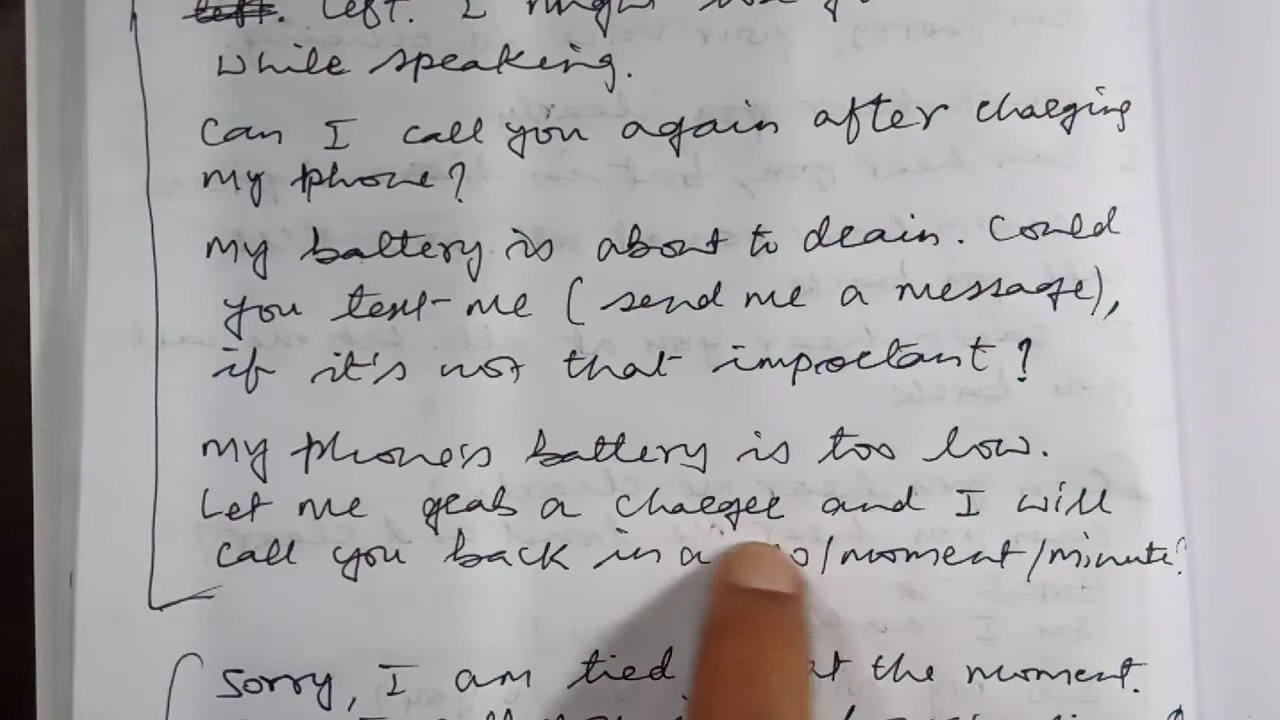 left. I might
while speaking.
Can I call you again after charging
my phone?
My battery is about to drain. Could
you text me (send me a message),
if it's not that important?
My phone's battery is too low.
Let me grab a charger and I will
call you back in a /moment/minute?
Sorry, I am tied at the moment.